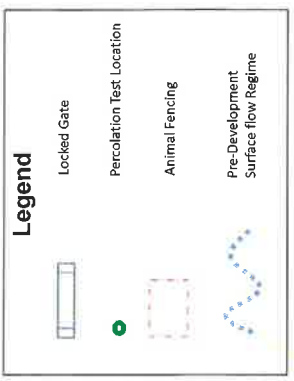 Legend
Locked Gate
Percolation Test Location
Animal Fencing
Pre-Development
Surface flow Regime